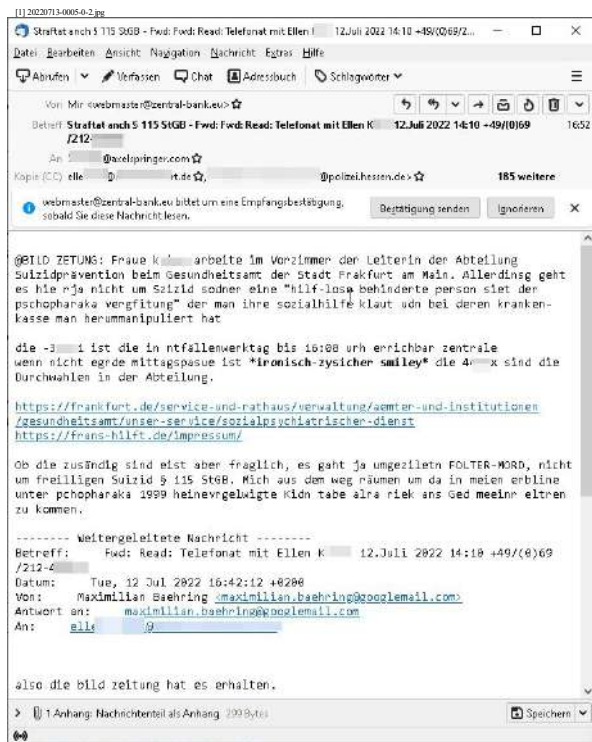 [1] 20220713-0005-0-2.jpg
Straftat anch § 115 StGB - Fwd: Fwd: Read: Telefonat mit Ellen 12.Juli 2022 14:10 +49/(0)69/2...
Datei Bearbeiten Ansicht Navigation Nachricht Extras Hilfe
Abrufen Verfassen Chat Adressbuch Schlagwörter
Von Mir <webmaster@zentral-bank.eu>
Betreff Straftat anch § 115 StGB - Fwd: Fwd: Read: Telefonat mit Ellen K 12.Juli 2022 14:10 +49/(0)69 16:52
/212-
An @axelspringer.com
Kopie (CC) elle rt.de , @polizei.hessen.de> 185 weitere
webmaster@zentral-bank.eu bittet um eine Empfangsbestätigung, sobald Sie diese Nachricht lesen.
Bestätigung senden Ignorieren
@BILD ZETUNG: Fraue k arbeite im Vorzimmer der Leiterin der Abteilung
Suizidprävention beim Gesundheitsamt der Stadt Frakfurt am Main. Allerdinsg geht
es hie rja nicht um Szizid sodner eine "hilf-lose behinderte person siet der
pschopharaka vergfitung" der man ihre sozialhilfe klaut udn bei deren kranken-
kasse man herummanipuliert hat
die -3 1 ist die in ntfällenwerktag bis 16:00 urh errichbar zentrale
wenn nicht egrde mittagspasue ist *ironisch-zysicher smiley* die 4 x sind die
Durchwahlen in der Abteilung.
https://frankfurt.de/service-und-rathaus/verwaltung/aemter-und-institutionen
/gesundheitsamt/unser-service/sozialpsychiatrischer-dienst
https://frans-hilft.de/impressum/
Ob die zusändig sind eist aber fraglich, es gaht ja umgeziletn FOLTER-MORD, nicht
um freilligen Suizid § 115 StGB. Mich aus dem weg räumen um da in meien erbline
unter pchopharaka 1999 heinevrgelwigte Kidn tabe alra riek ans Ged meeinr eltren
zu kommen.
-------- Weitergeleitete Nachricht --------
Betreff: Fwd: Read: Telefonat mit Ellen K 12.Juli 2022 14:10 +49/(0)69
/212-4
Datum: Tue, 12 Jul 2022 16:42:12 +0200
Von: Maximilian Baehring <maximilian.baehring@googlemail.com>
Antwort an: maximilian.baehring@googlemail.com
An: elle @
also die bild zeitung hat es erhalten.
1 Anhang: Nachrichtenteil als Anhang 299 Bytes Speichern